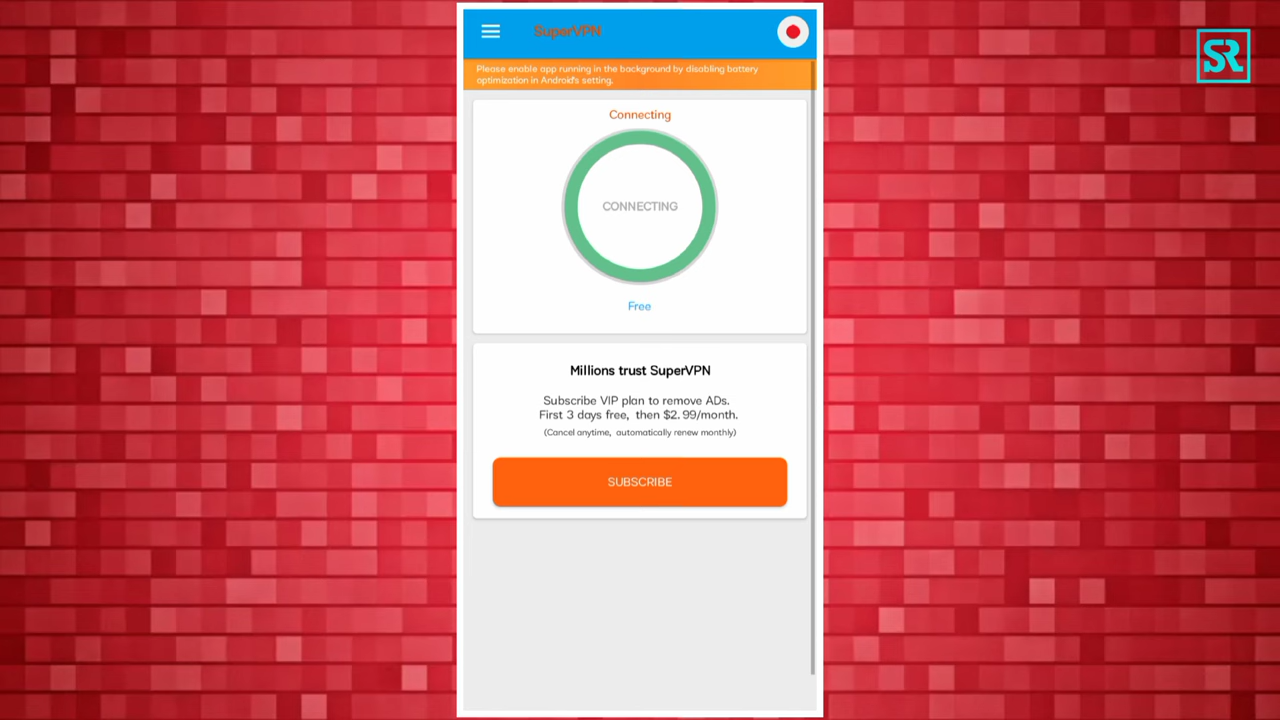 SuperVPN
SR
Please enable app running in the background by disabling battery
optimization in Android's setting.
Connecting
CONNECTING
Free
Millions trust SuperVPN
Subscribe VIP plan to remove ADs.
First 3 days free, then $2.99/month.
(Cancel anytime, automatically renew monthly)
SUBSCRIBE